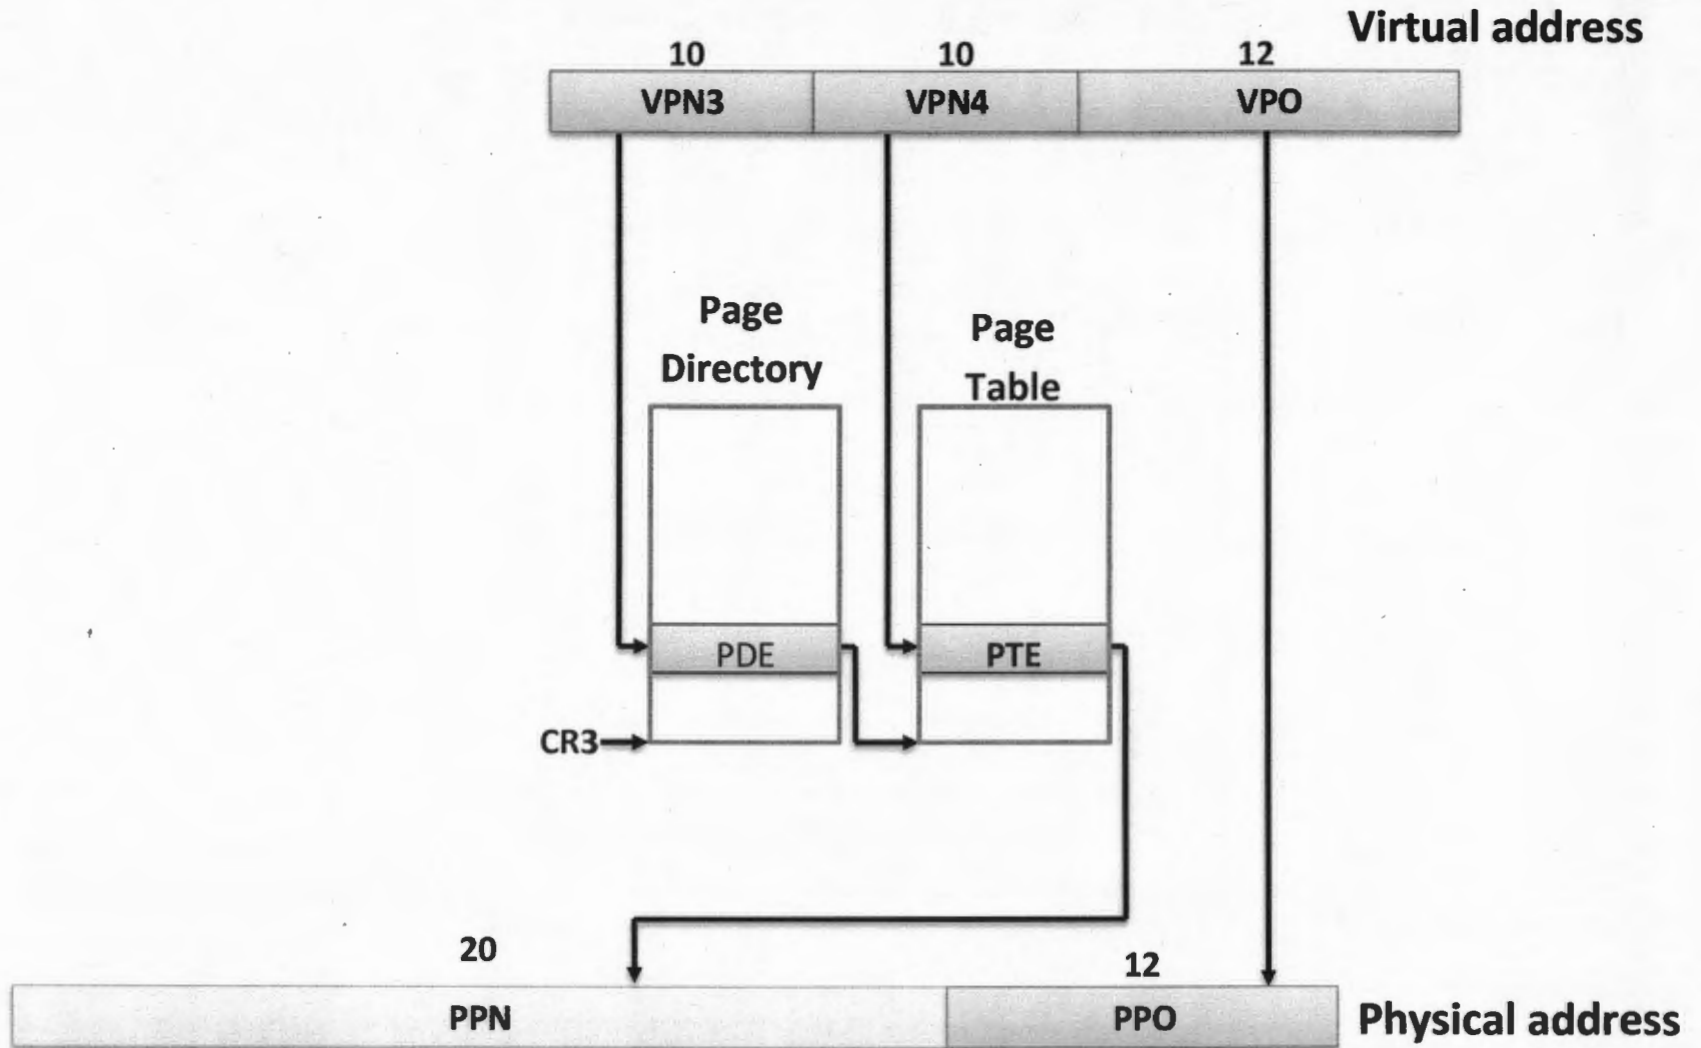 Virtual address
10 10 12
VPN3 VPN4 VPO
Page
Directory
Page
Table
PDE PTE
CR3
20 12
PPN PPO Physical address